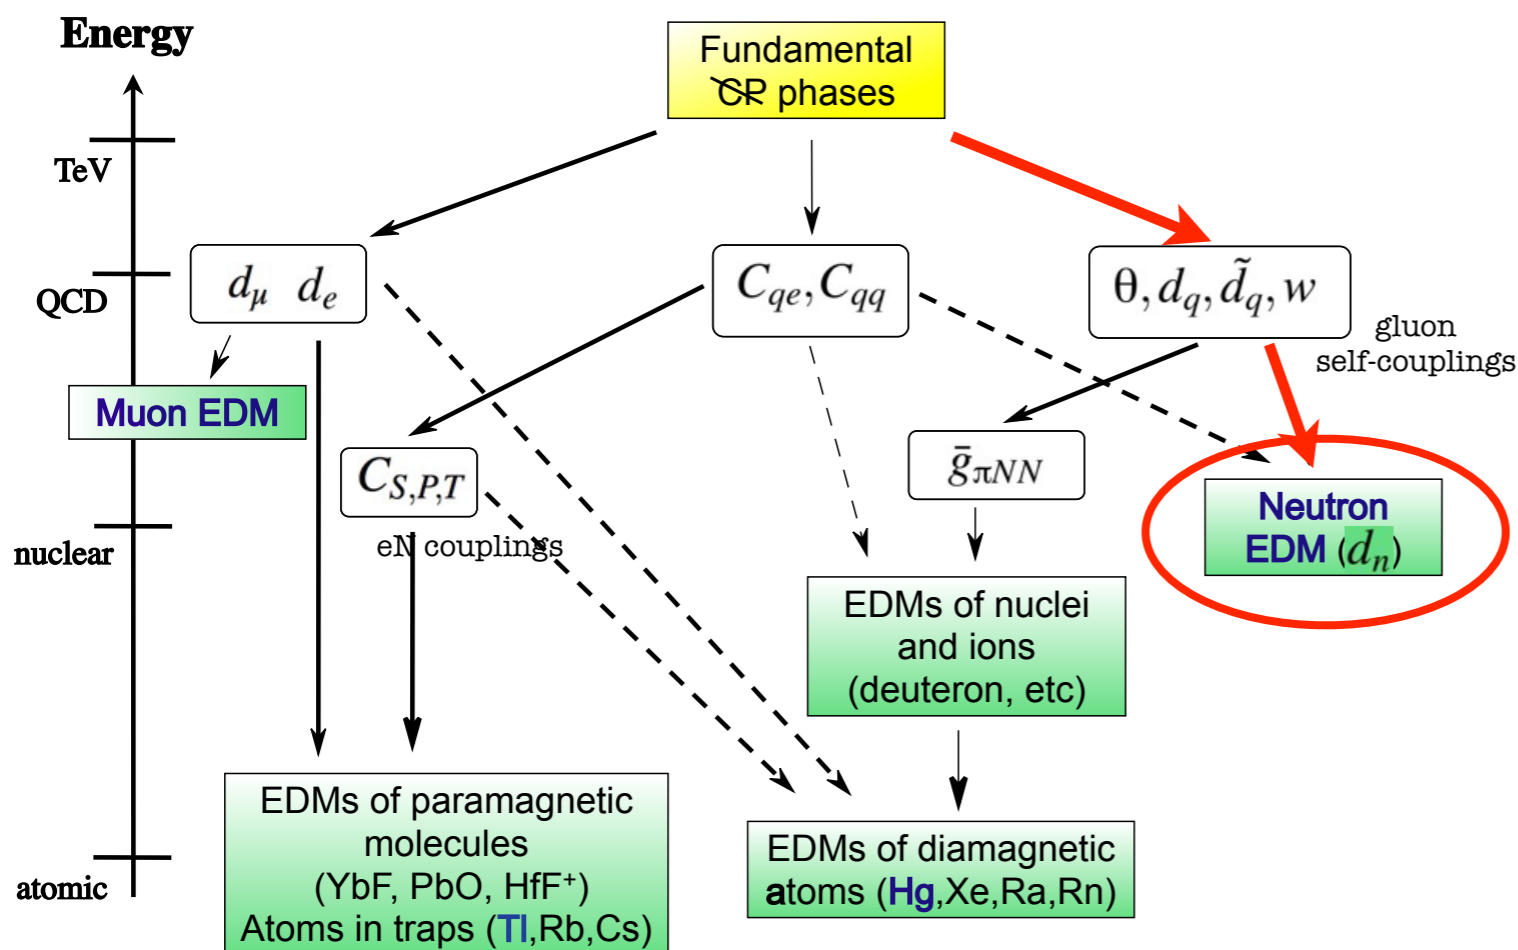 Energy
Fundamental
CP phases
TeV
QCD
dμ de
Cqe, Cqq
θ, dq, d̃q, w
gluon
self-couplings
Muon EDM
CS,P,T
ḡπNN
Neutron
EDM (dn)
nuclear
eN couplings
EDMs of nuclei
and ions
(deuteron, etc)
EDMs of paramagnetic
molecules
(YbF, PbO, HfF⁺)
Atoms in traps (Tl,Rb,Cs)
EDMs of diamagnetic
atoms (Hg,Xe,Ra,Rn)
atomic